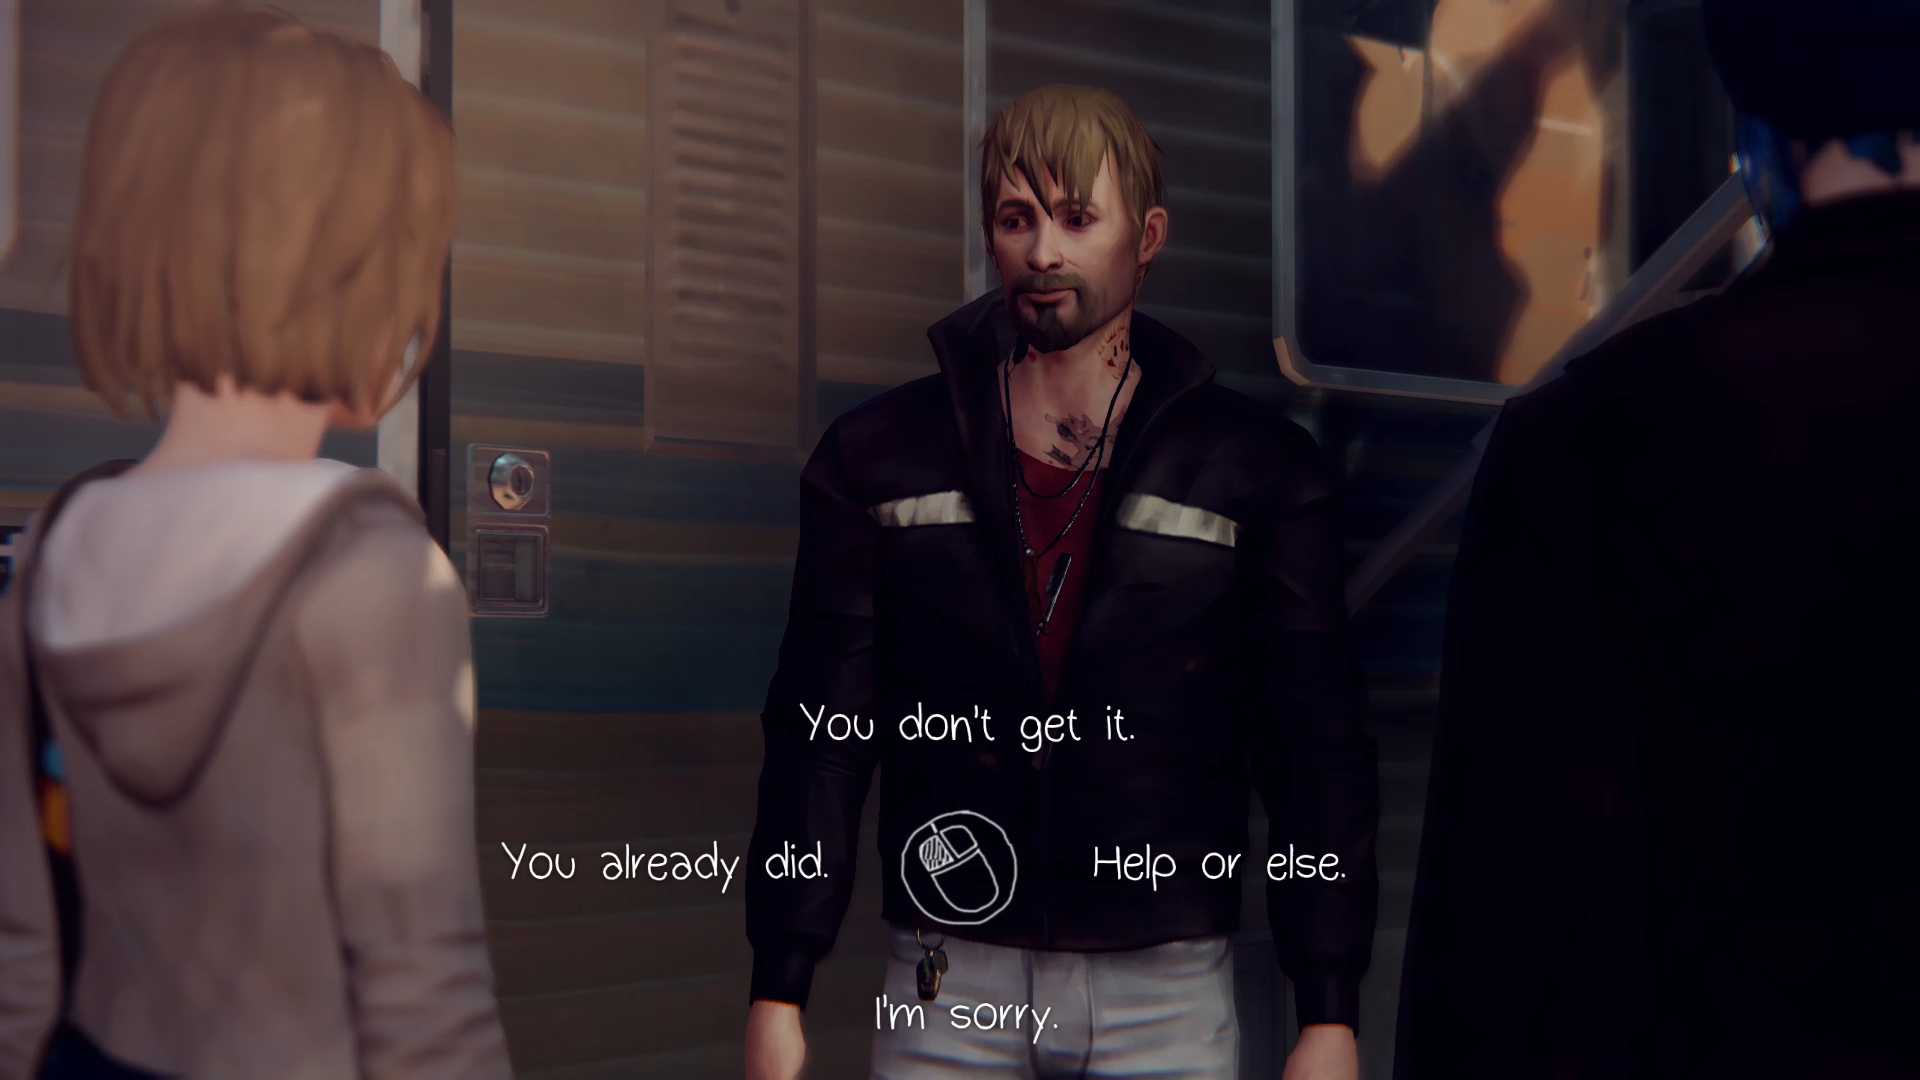 You don't get it.
You already did.
Help or else.
I'm sorry.